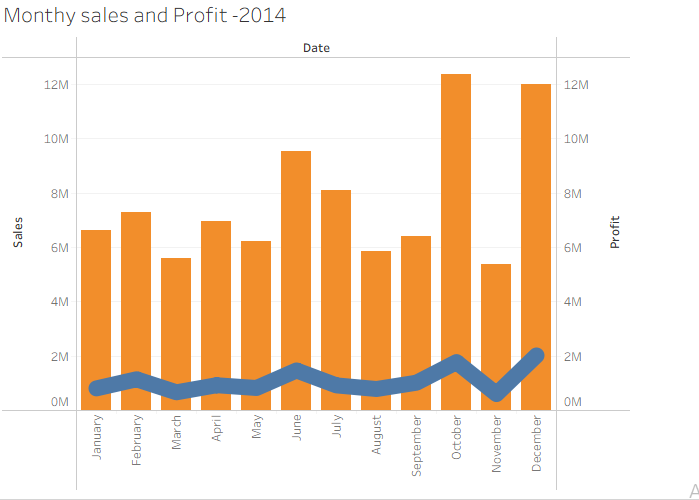 Monthy sales and Profit -2014
Date
12M
10M
8M
6M
4M
2M
0M
Sales
12M
10M
8M
6M
4M
2M
0M
Profit
January
February
March
April
May
June
July
August
September
October
November
December